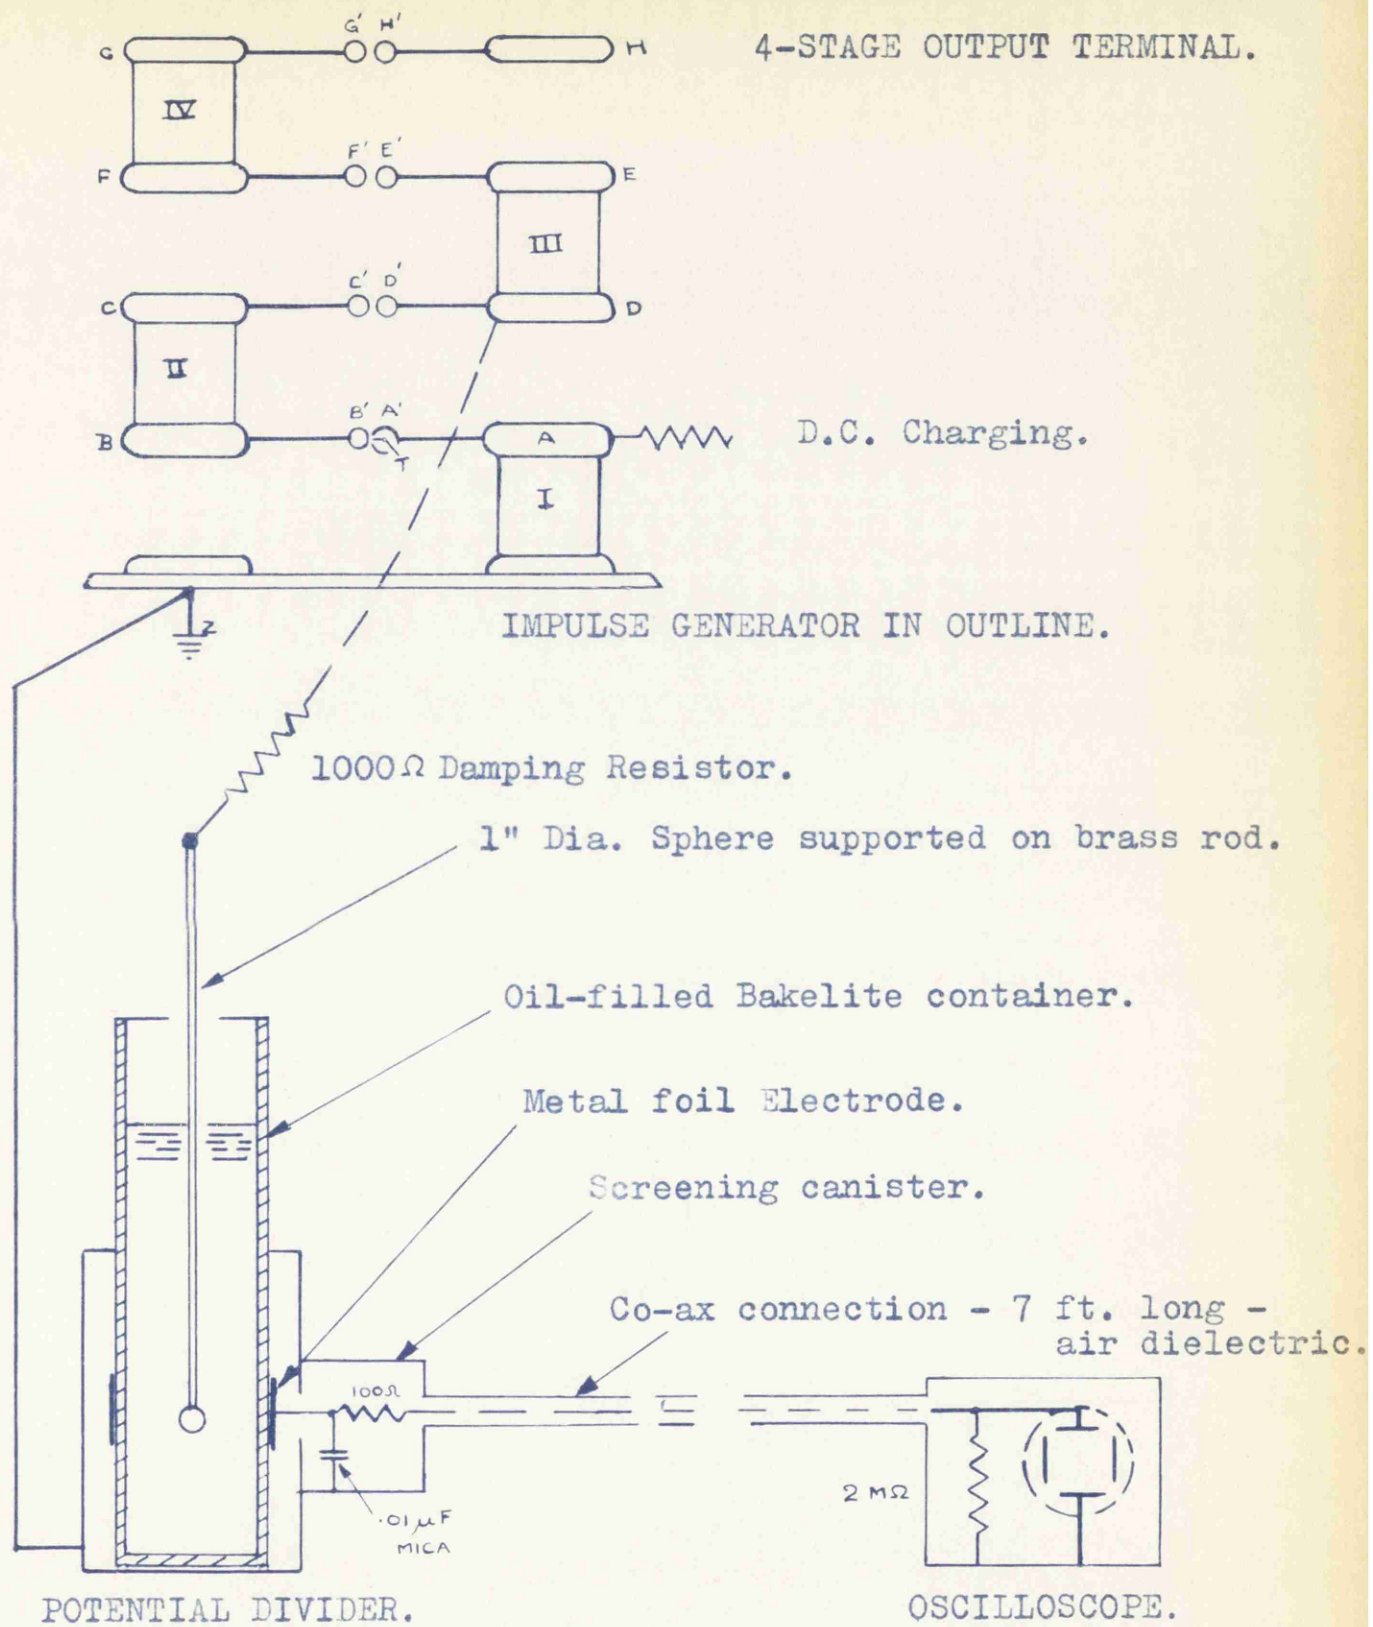 G' H'
G H 4-STAGE OUTPUT TERMINAL.
IV
F' E'
F E
III
C' D'
C D
II
B' A'
B A D.C. Charging.
T
I
2
IMPULSE GENERATOR IN OUTLINE.
1000Ω Damping Resistor.
1" Dia. Sphere supported on brass rod.
Oil-filled Bakelite container.
Metal foil Electrode.
Screening canister.
Co-ax connection - 7 ft. long -
air dielectric.
100Ω
2 MΩ
.01μF
MICA
POTENTIAL DIVIDER.
OSCILLOSCOPE.